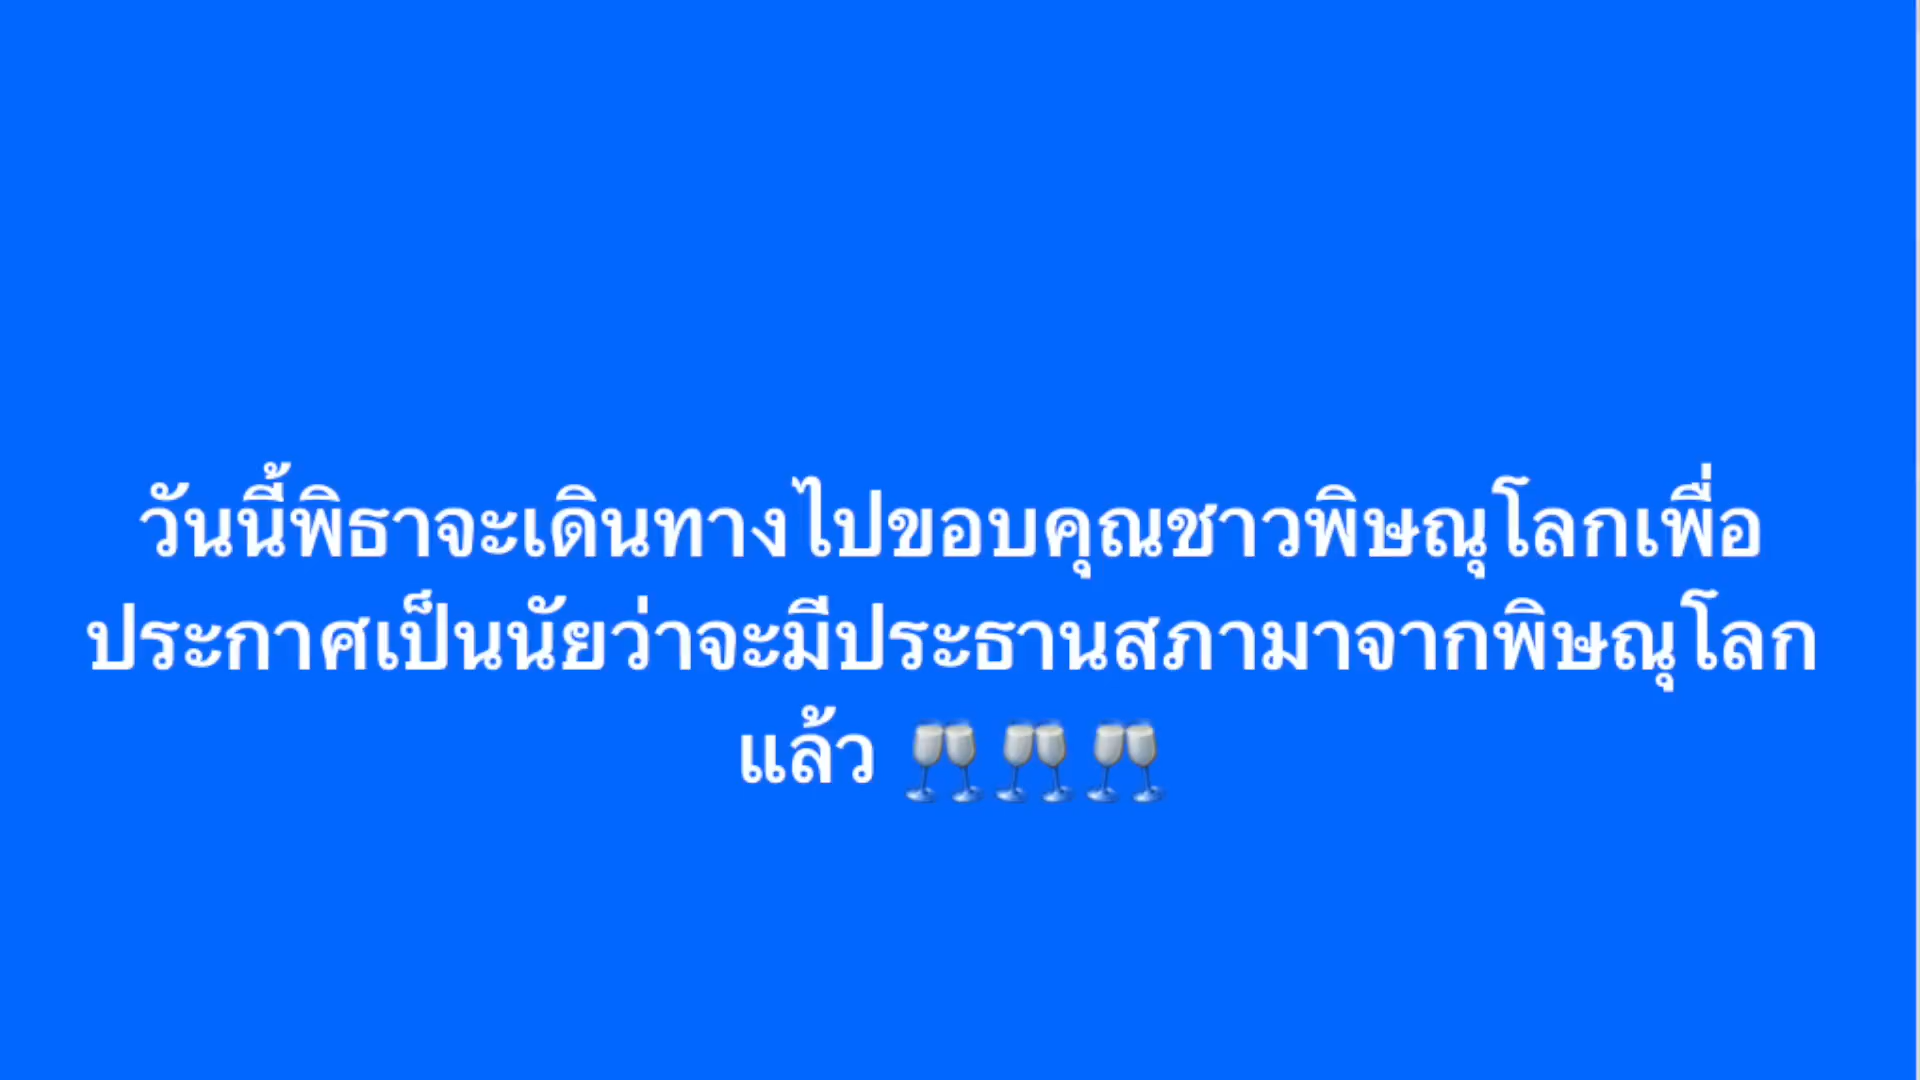 วันนี้พิธาจะเดินทางไปขอบคุณชาวพิษณุโลกเพื่อ
ประกาศเป็นนัยว่าจะมีประธานสภามาจากพิษณุโลก
แล้ว 🥂🥂🥂